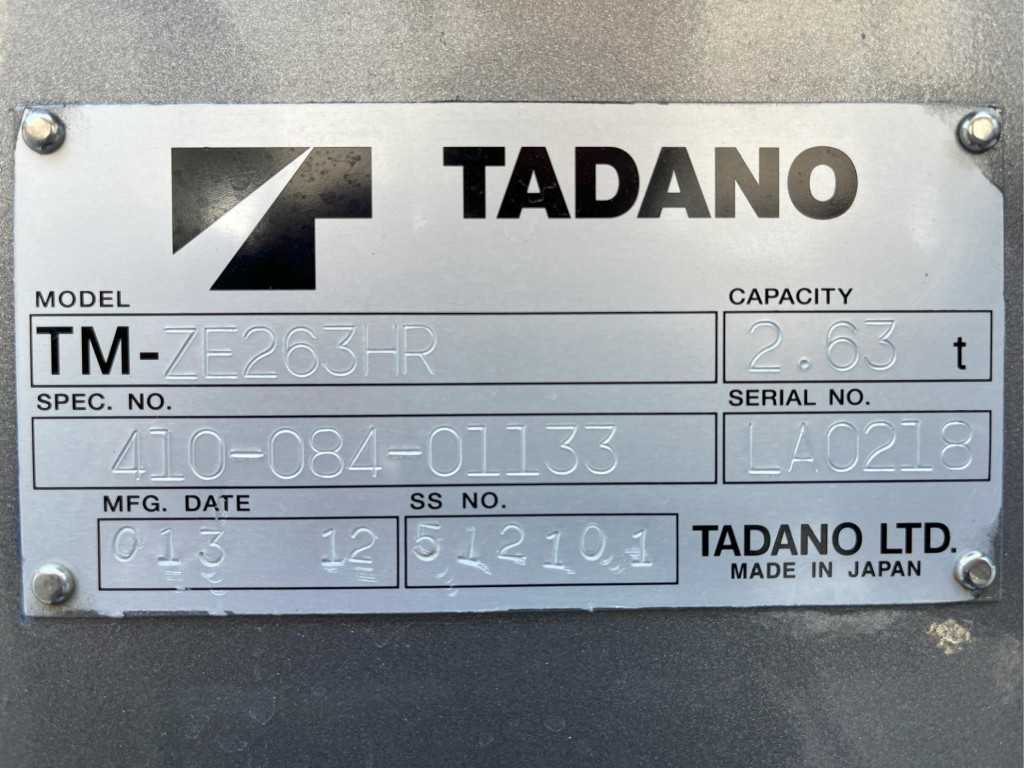 TADANO
MODEL
TM-ZE263HR
CAPACITY
2.63 t
SPEC. NO.
410-084-01133
SERIAL NO.
LA0218
MFG. DATE
013 12
SS NO.
512101
TADANO LTD.
MADE IN JAPAN